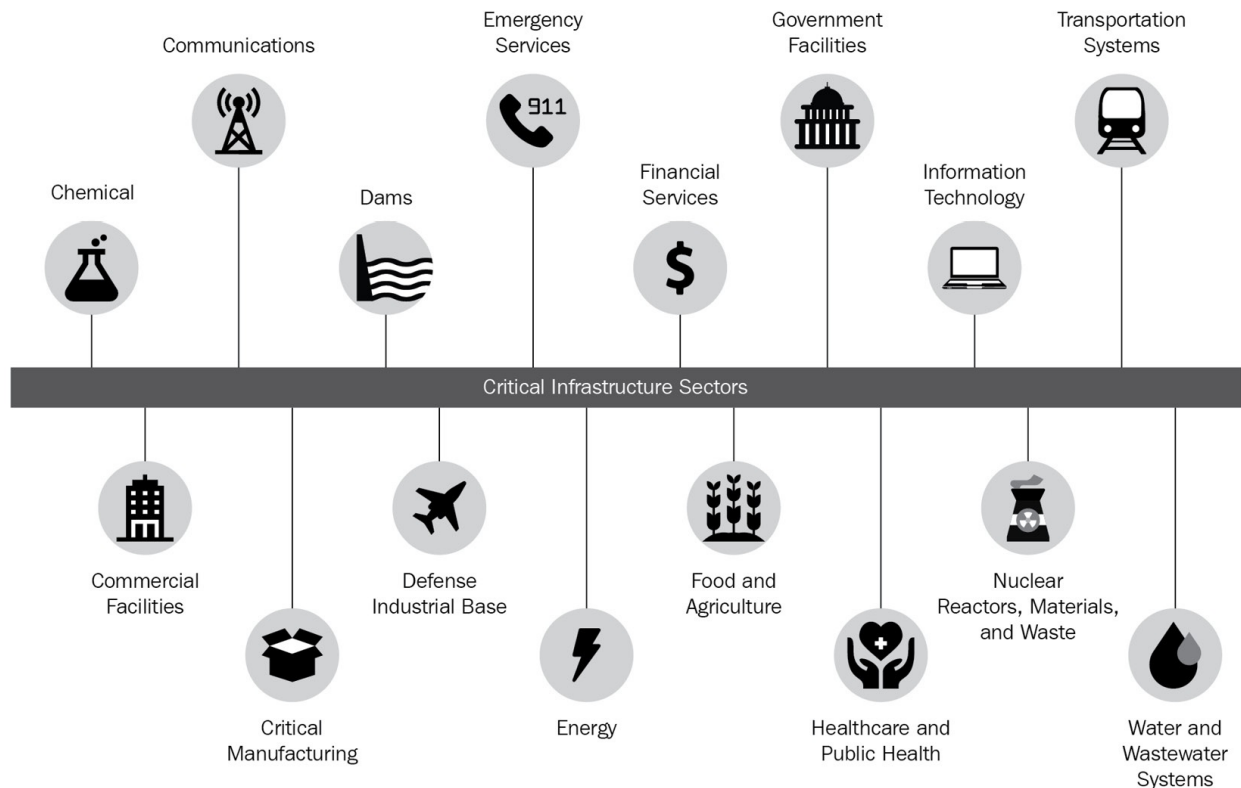 Communications
Emergency
Services
Government
Facilities
Transportation
Systems
911
Chemical
Dams
Financial
Services
$
Information
Technology
Critical Infrastructure Sectors
Commercial
Facilities
Defense
Industrial Base
Food and
Agriculture
Nuclear
Reactors, Materials,
and Waste
Critical
Manufacturing
Energy
Healthcare and
Public Health
Water and
Wastewater
Systems